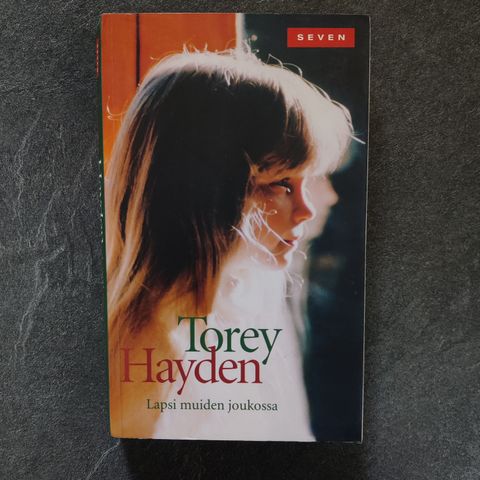 SEVEN
Torey
Hayden
Lapsi muiden joukossa